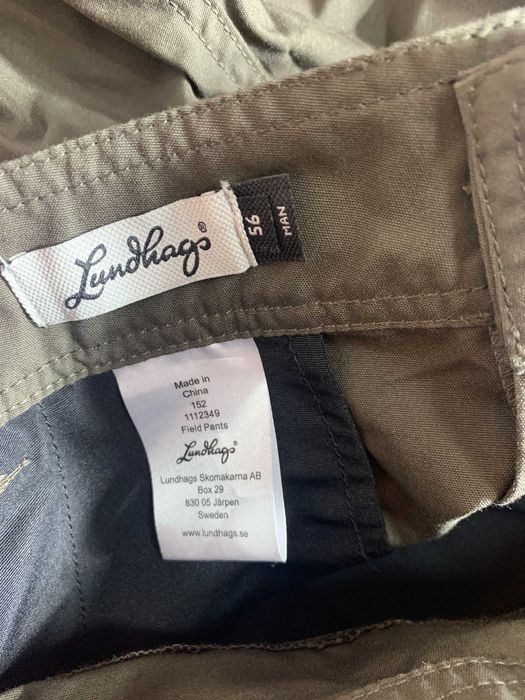 Lundhags®
56
MAN
Made in
China
152
1112349
Field Pants
Lundhags®
Lundhags Skomakarna AB
Box 29
830 05 Järpen
Sweden
www.lundhags.se